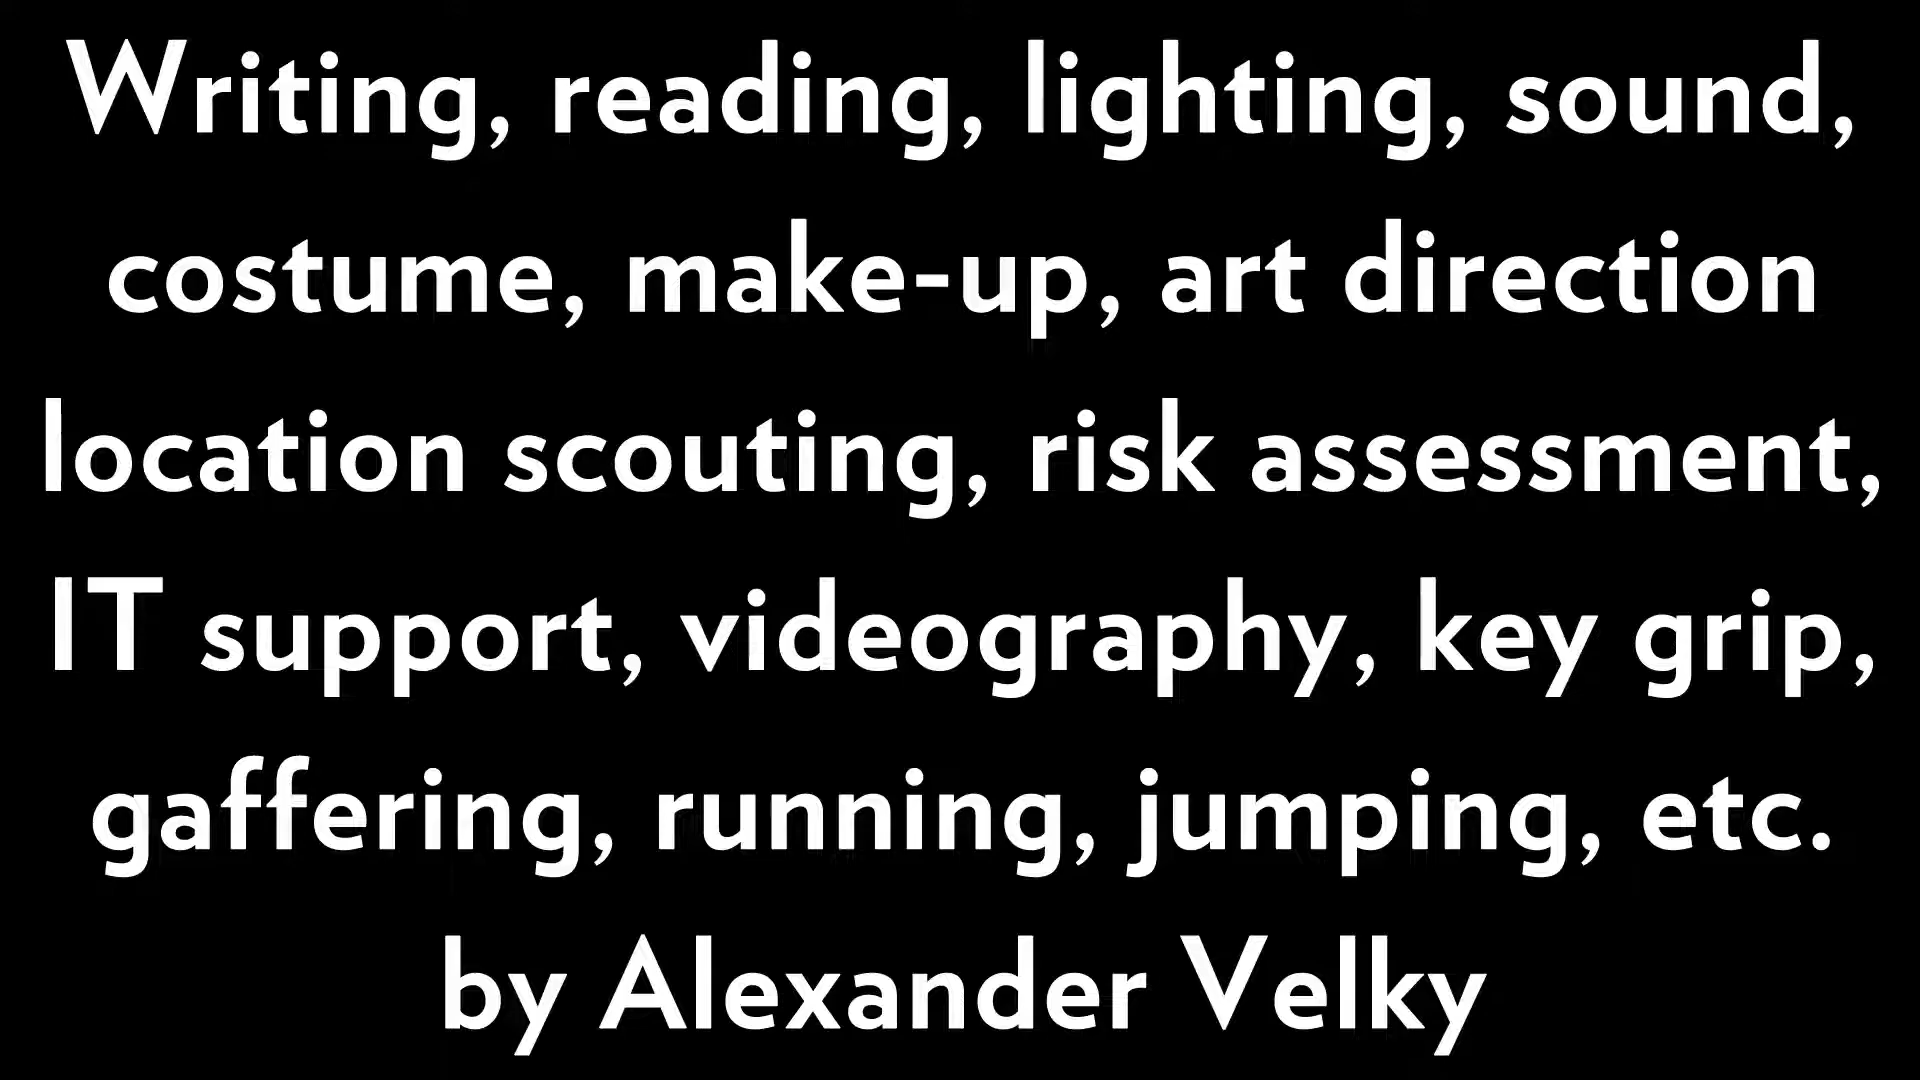 Writing, reading, lighting, sound,
costume, make-up, art direction
location scouting, risk assessment,
IT support, videography, key grip,
gaffering, running, jumping, etc.
by Alexander Velky